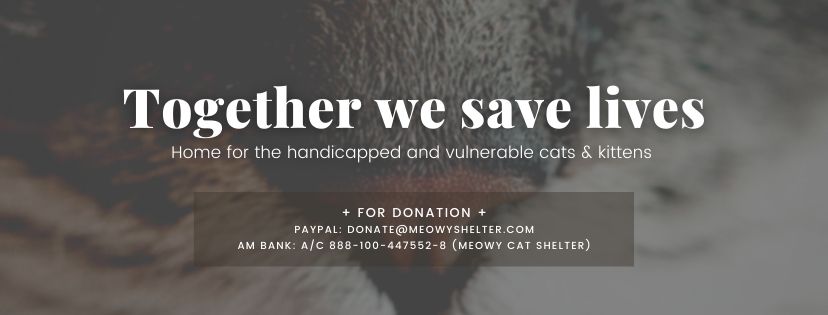 Together we save lives
Home for the handicapped and vulnerable cats & kittens
+ FOR DONATION +
PAYPAL: DONATE@MEOWYSHELTER.COM
AM BANK: A/C 888-100-447552-8 (MEOWY CAT SHELTER)